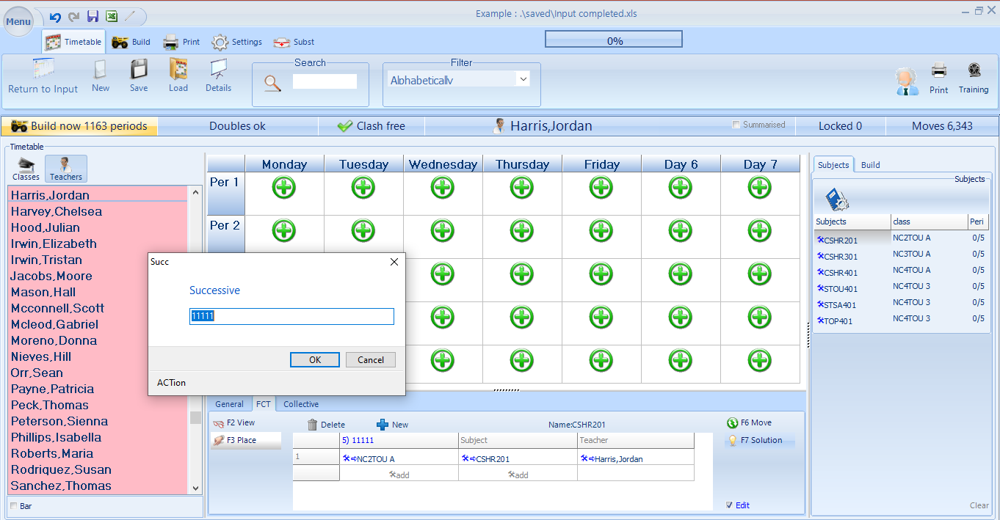 Example : .\saved\Input completed.xls
Menu
Timetable Build Print Settings Subst
0%
Return to Input New Save Load Details
Search
Filter
Alphabetically
Print Training
Build now 1163 periods Doubles ok Clash free Harris,Jordan Summarised Locked 0 Moves 6,343
Timetable
Classes Teachers
Harris,Jordan
Harvey,Chelsea
Hood,Julian
Irwin,Elizabeth
Irwin,Tristan
Jacobs,Moore
Mason,Hall
Mcconnell,Scott
Mcleod,Gabriel
Moreno,Donna
Nieves,Hill
Orr,Sean
Payne,Patricia
Peck,Thomas
Peterson,Sienna
Phillips,Isabella
Roberts,Maria
Rodriquez,Susan
Sanchez,Thomas
Bar
Monday Tuesday Wednesday Thursday Friday Day 6 Day 7
Per 1
Per 2
Succ
Successive
11111
OK Cancel
ACTion
General FCT Collective
F2 View
F3 Place
Delete New Name:CSHR201
5) 11111 Subject Teacher
1 NC2TOU A CSHR201 Harris,Jordan
add add
F6 Move
F7 Solution
Edit
Subjects Build
Subjects
Subjects class Peri
CSHR201 NC2TOU A 0/5
CSHR301 NC3TOU A 0/5
CSHR401 NC4TOU A 0/5
STOU401 NC4TOU 3 0/5
STSA401 NC4TOU 3 0/5
TOP401 NC4TOU 3 0/5
Clear